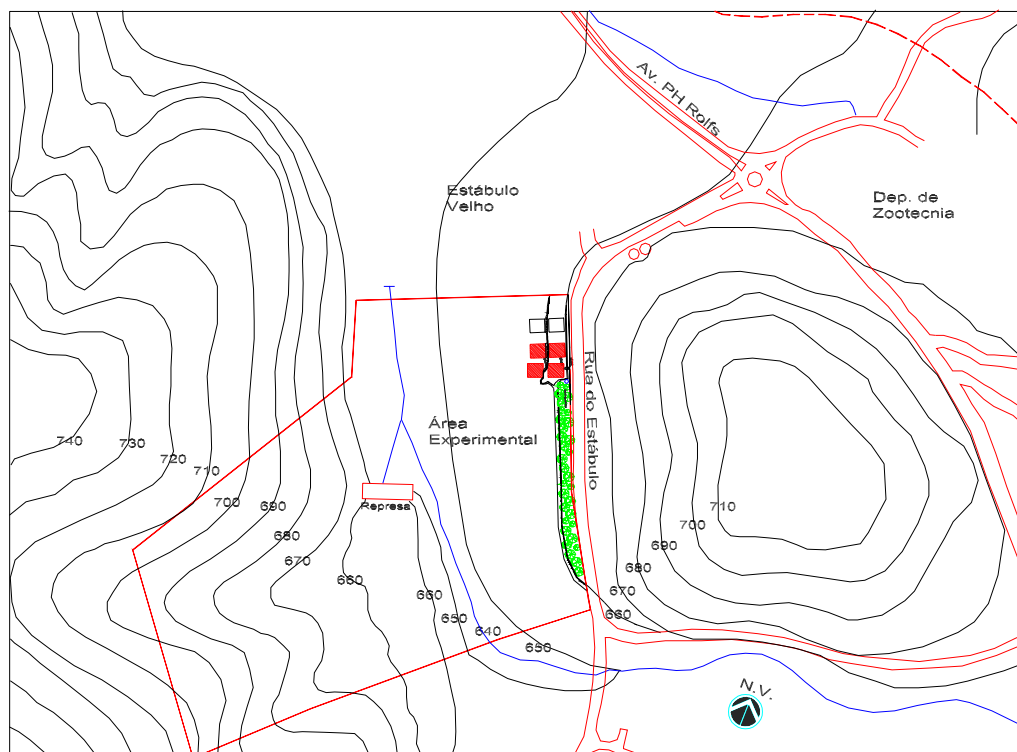 Av. PH Rolfs
Estábulo
Velho
Dep. de
Zootecnia
Rua do Estábulo
Área
Experimental
740
730
720
710
700
690
680
670
660
Represa
660
650
640
650
710
700
690
680
670
660
N.V.